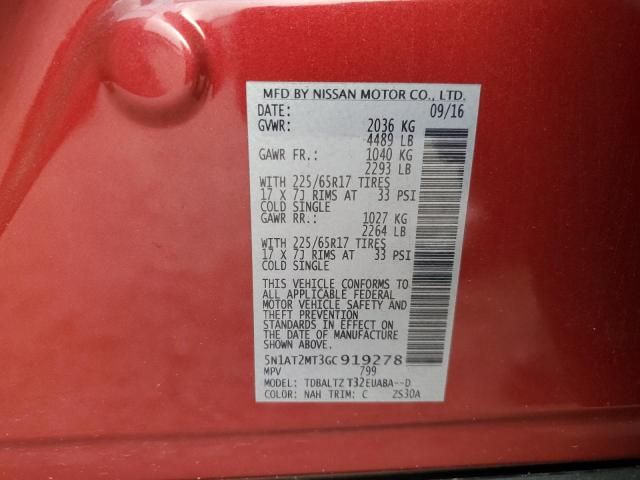 MFD BY NISSAN MOTOR CO., LTD.
DATE: 09/16
GVWR: 2036 KG
4489 LB
GAWR FR.: 1040 KG
2293 LB
WITH 225/65R17 TIRES
17 X 7J RIMS AT 33 PSI
COLD SINGLE
GAWR RR.: 1027 KG
2264 LB
WITH 225/65R17 TIRES
17 X 7J RIMS AT 33 PSI
COLD SINGLE
THIS VEHICLE CONFORMS TO
ALL APPLICABLE FEDERAL
MOTOR VEHICLE SAFETY AND
THEFT PREVENTION
STANDARDS IN EFFECT ON
THE DATE OF MANUFACTURE
SHOWN ABOVE.
5N1AT2MT3GC919278
MPV 799
MODEL: TDBALTZ T32EUABA--D
COLOR: NAH TRIM: C ZS30A